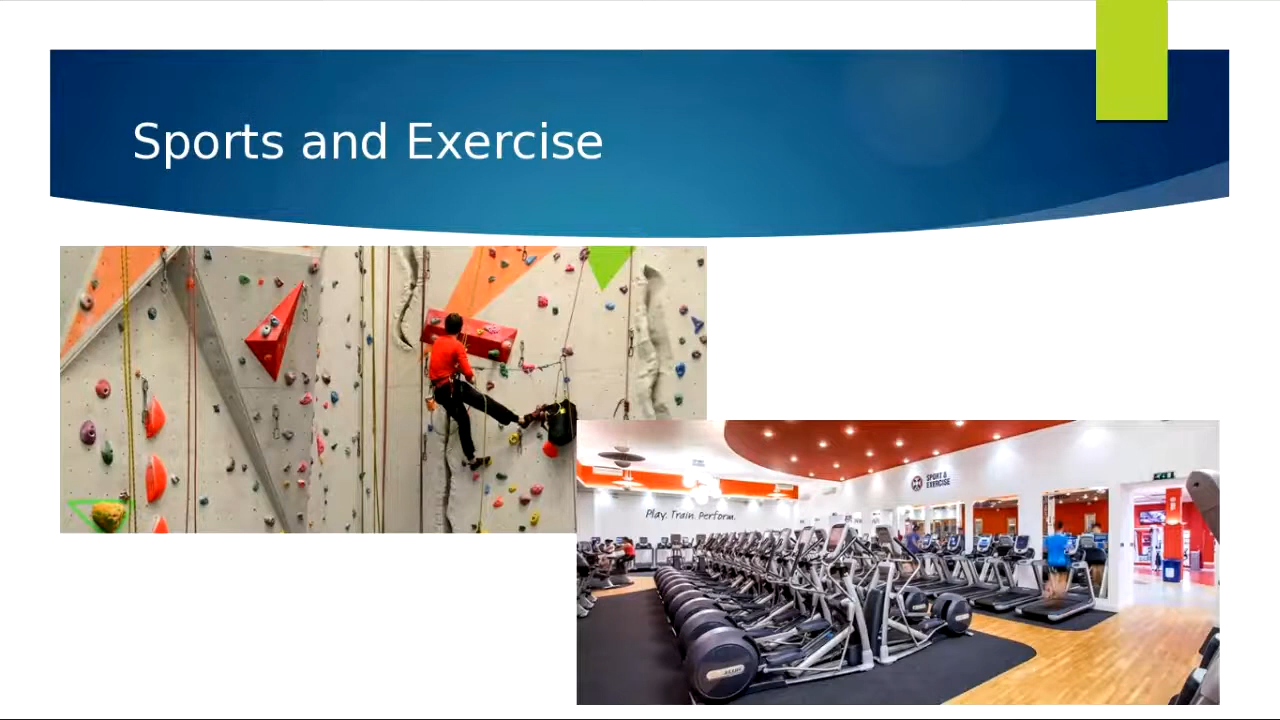 Sports and Exercise
Play. Train. Perform.
SPORT &
EXERCISE